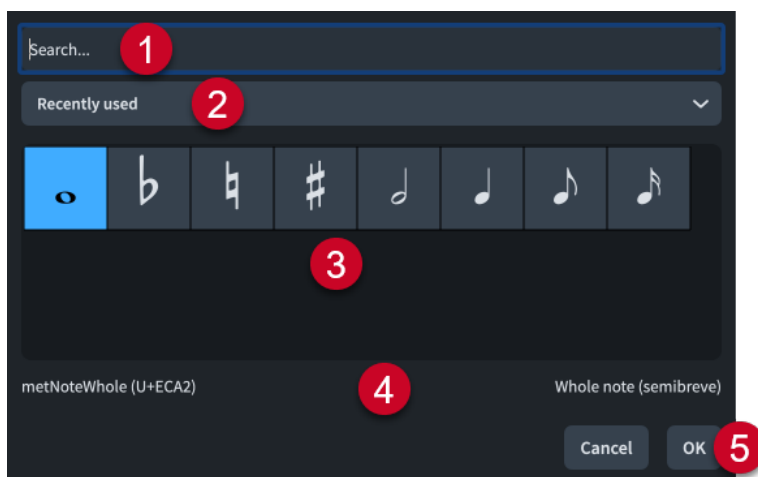 Search... 1
Recently used 2
3
metNoteWhole (U+ECA2) 4 Whole note (semibreve)
Cancel OK 5